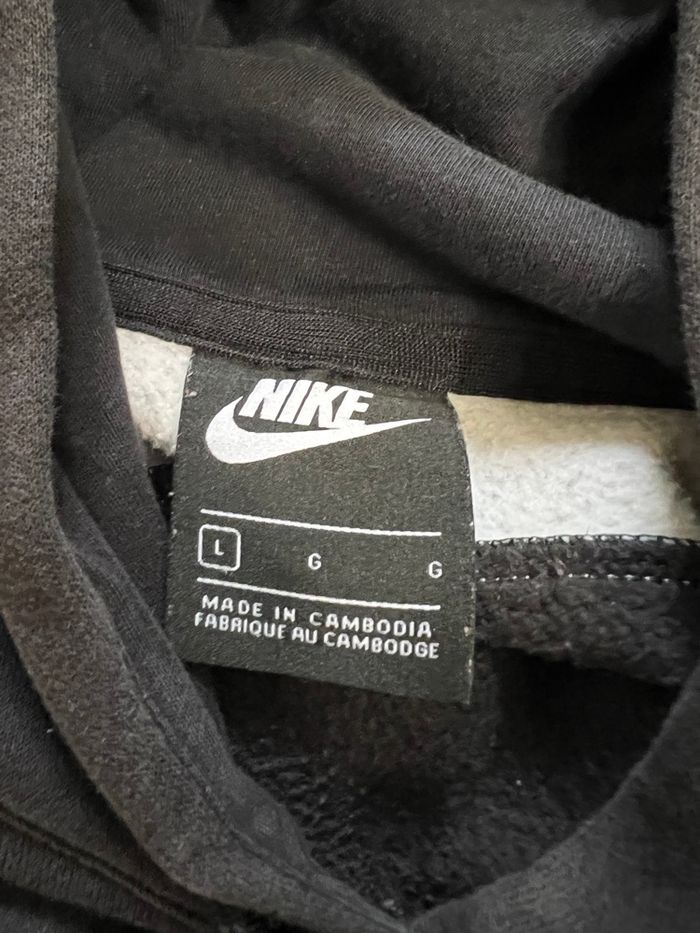 NIKE
L G G
MADE IN CAMBODIA
FABRIQUE AU CAMBODGE